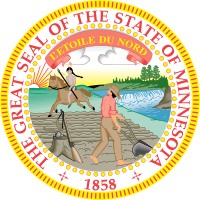 THE GREAT SEAL OF THE STATE OF MINNESOTA
L'ETOILE DU NORD
1858